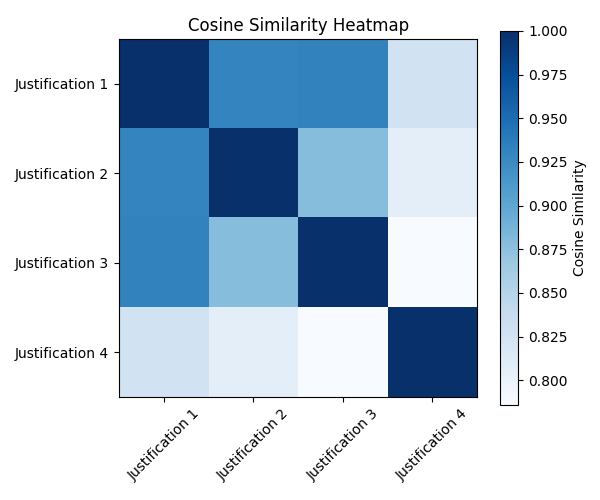 Cosine Similarity Heatmap
Justification 1
Justification 2
Justification 3
Justification 4
Justification 1
Justification 2
Justification 3
Justification 4
1.000
0.975
0.950
0.925
0.900
0.875
0.850
0.825
0.800
Cosine Similarity